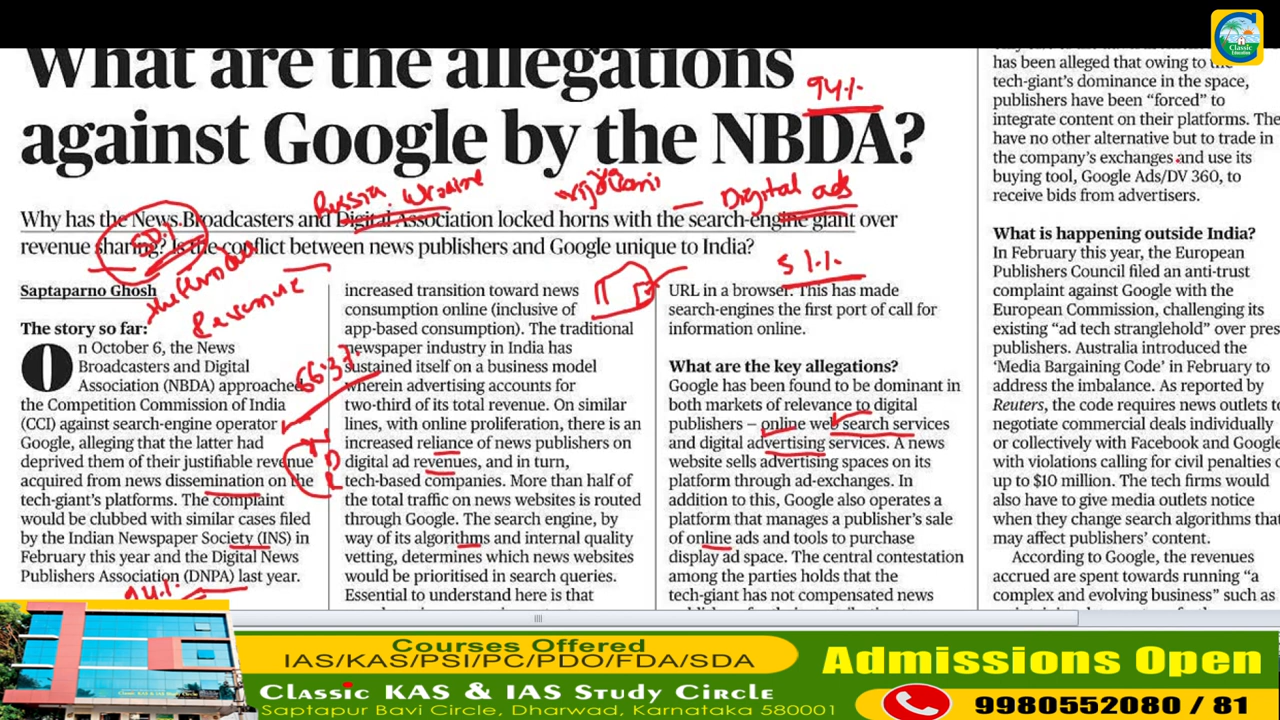 Classic
Education
What are the allegations
against Google by the NBDA?
94%
Russia Ukraine
Digital ads
Why has the News Broadcasters and Digital Association locked horns with the search-engine giant over
revenue sharing? Is the conflict between news publishers and Google unique to India?
50%
Revenue
51%
66.37.
Saptaparno Ghosh
The story so far:
On October 6, the News
Broadcasters and Digital
Association (NBDA) approached
the Competition Commission of India
(CCI) against search-engine operator
Google, alleging that the latter had
deprived them of their justifiable revenue
acquired from news dissemination on the
tech-giant's platforms. The complaint
would be clubbed with similar cases filed
by the Indian Newspaper Society (INS) in
February this year and the Digital News
Publishers Association (DNPA) last year.
94%
increased transition toward news
consumption online (inclusive of
app-based consumption). The traditional
newspaper industry in India has
sustained itself on a business model
wherein advertising accounts for
two-third of its total revenue. On similar
lines, with online proliferation, there is an
increased reliance of news publishers on
digital ad revenues, and in turn,
tech-based companies. More than half of
the total traffic on news websites is routed
through Google. The search engine, by
way of its algorithms and internal quality
vetting, determines which news websites
would be prioritised in search queries.
Essential to understand here is that
URL in a browser. This has made
search-engines the first port of call for
information online.
What are the key allegations?
Google has been found to be dominant in
both markets of relevance to digital
publishers – online web search services
and digital advertising services. A news
website sells advertising spaces on its
platform through ad-exchanges. In
addition to this, Google also operates a
platform that manages a publisher's sale
of online ads and tools to purchase
display ad space. The central contestation
among the parties holds that the
tech-giant has not compensated news
has been alleged that owing to the
tech-giant's dominance in the space,
publishers have been "forced" to
integrate content on their platforms. The
have no other alternative but to trade in
the company's exchanges and use its
buying tool, Google Ads/DV 360, to
receive bids from advertisers.
What is happening outside India?
In February this year, the European
Publishers Council filed an anti-trust
complaint against Google with the
European Commission, challenging its
existing "ad tech stranglehold" over pres
publishers. Australia introduced the
'Media Bargaining Code' in February to
address the imbalance. As reported by
Reuters, the code requires news outlets to
negotiate commercial deals individually
or collectively with Facebook and Google
with violations calling for civil penalties o
up to $10 million. The tech firms would
also have to give media outlets notice
when they change search algorithms that
may affect publishers' content.
According to Google, the revenues
accrued are spent towards running "a
complex and evolving business" such as
Courses Offered
IAS/KAS/PSI/PC/PDO/FDA/SDA
Classic KAS & IAS Study Circle
Saptapur Bavi Circle, Dharwad, Karnataka 580001
Admissions Open
9980552080 / 81